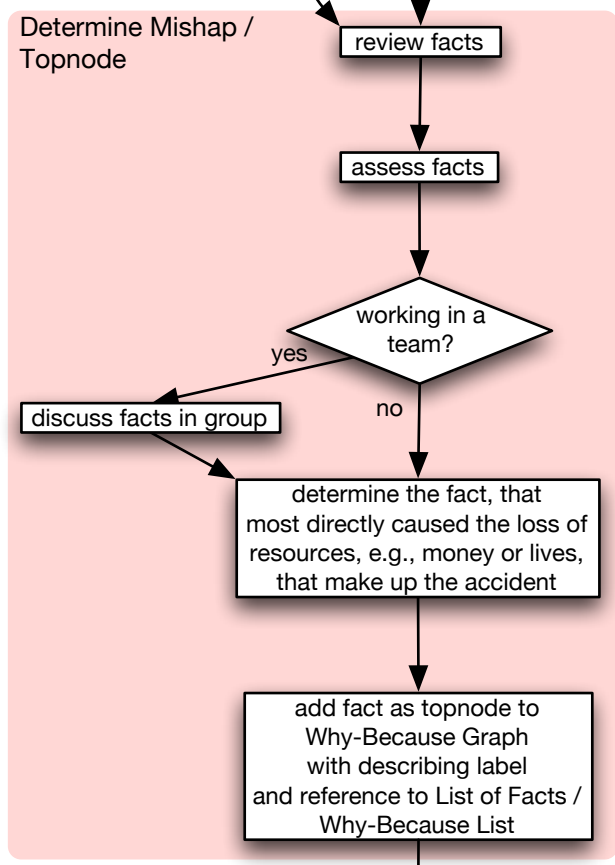 Determine Mishap /
Topnode
review facts
assess facts
working in a
team?
yes
no
discuss facts in group
determine the fact, that
most directly caused the loss of
resources, e.g., money or lives,
that make up the accident
add fact as topnode to
Why-Because Graph
with describing label
and reference to List of Facts /
Why-Because List